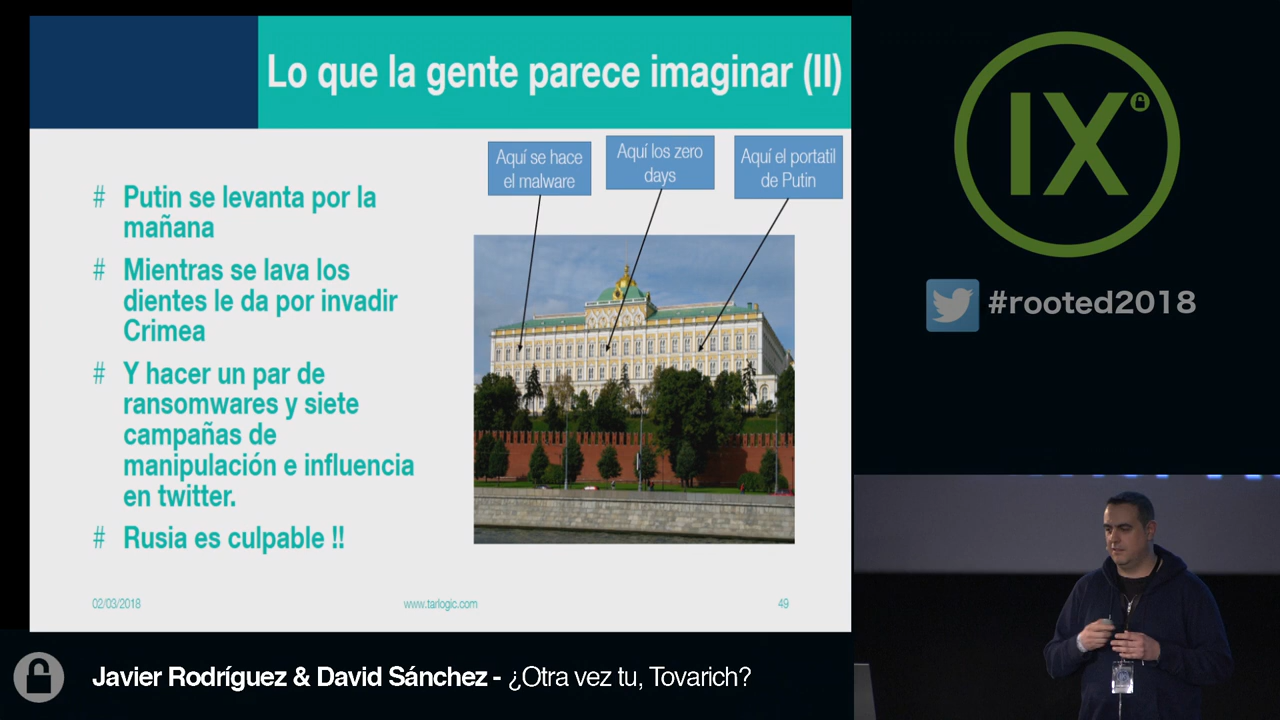 Lo que la gente parece imaginar (II)
Aquí se hace
el malware
Aquí los zero
days
Aquí el portatil
de Putin
# Putin se levanta por la
mañana
# Mientras se lava los
dientes le da por invadir
Crimea
# Y hacer un par de
ransomwares y siete
campañas de
manipulación e influencia
en twitter.
# Rusia es culpable !!
02/03/2018
www.tarlogic.com
49
IX
#rooted2018
Javier Rodríguez & David Sánchez - ¿Otra vez tu, Tovarich?